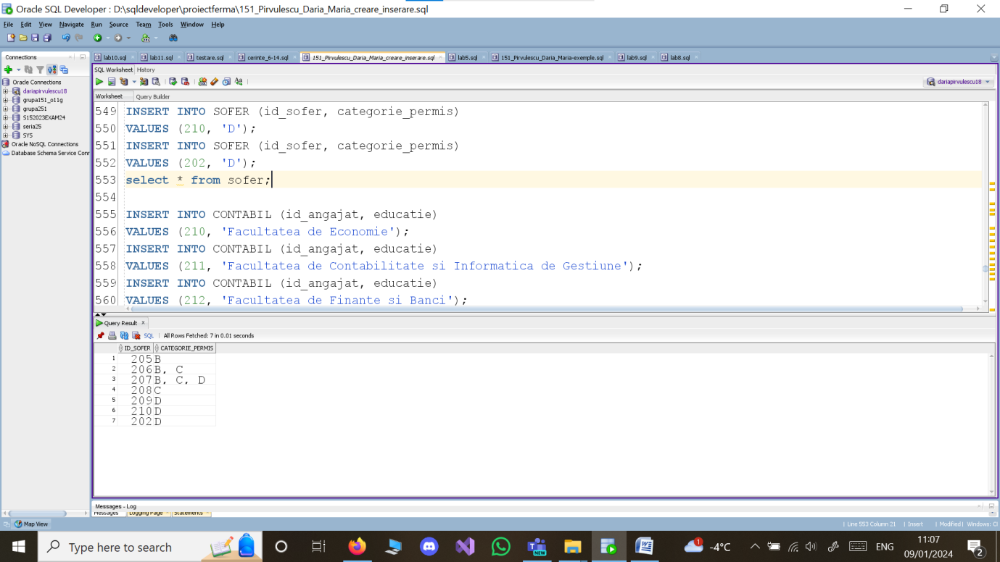 Oracle SQL Developer : D:\sqldeveloper\proiectferma\151_Pirvulescu_Daria_Maria_creare_inserare.sql
File Edit View Navigate Run Source Team Tools Window Help
Connections
lab10.sql lab11.sql testare.sql cerinte_6-14.sql 151_Pirvulescu_Daria_Maria_creare_inserare.sql lab5.sql 151_Pirvulescu_Daria_Maria-exemple.sql lab9.sql lab8.sql
SQL Worksheet History
Oracle Connections
dariapirvulescu18
grupa151_o11g
grupa251
S152023EXAM24
seria25
SYS
Oracle NoSQL Connections
Database Schema Service Conr
dariapirvulescu18
Worksheet Query Builder
549 INSERT INTO SOFER (id_sofer, categorie_permis)
550 VALUES (210, 'D');
551 INSERT INTO SOFER (id_sofer, categorie_permis)
552 VALUES (202, 'D');
553 select * from sofer;
554
555 INSERT INTO CONTABIL (id_angajat, educatie)
556 VALUES (210, 'Facultatea de Economie');
557 INSERT INTO CONTABIL (id_angajat, educatie)
558 VALUES (211, 'Facultatea de Contabilitate si Informatica de Gestiune');
559 INSERT INTO CONTABIL (id_angajat, educatie)
560 VALUES (212, 'Facultatea de Finante si Banci');
Query Result
SQL All Rows Fetched: 7 in 0.01 seconds
ID_SOFER CATEGORIE_PERMIS
1 205 B
2 206 B, C
3 207 B, C, D
4 208 C
5 209 D
6 210 D
7 202 D
Messages - Log
Messages Logging Page Statements
Map View
Line 553 Column 21 Insert Modified Windows: C
Type here to search
NEW
1
-4°C
ENG
11:07
09/01/2024
2